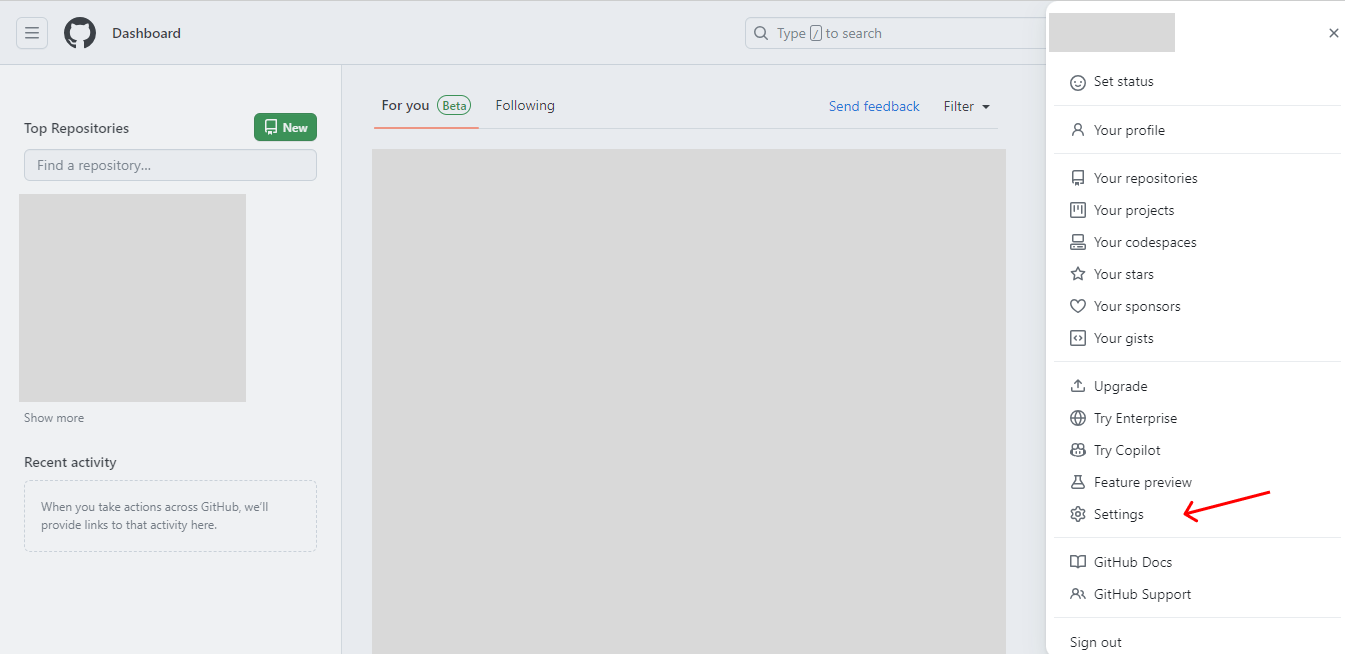 Dashboard
Type / to search
Top Repositories
New
Find a repository...
Show more
Recent activity
When you take actions across GitHub, we'll
provide links to that activity here.
For you Beta Following
Send feedback Filter
Set status
Your profile
Your repositories
Your projects
Your codespaces
Your stars
Your sponsors
Your gists
Upgrade
Try Enterprise
Try Copilot
Feature preview
Settings
GitHub Docs
GitHub Support
Sign out